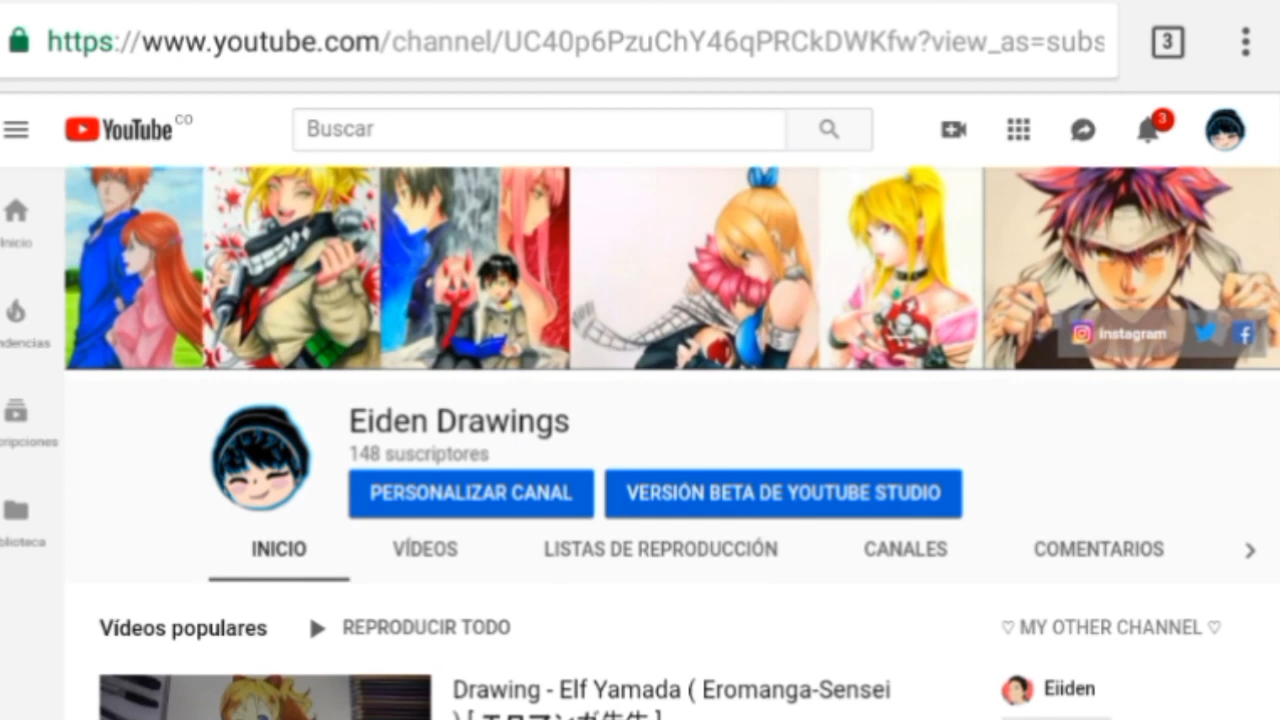 https://www.youtube.com/channel/UC40p6PzuChY46qPRCkDWKfw?view_as=subs
3
YouTube CO
Buscar
3
Inicio
ndencias
cripciones
blioteca
instagram
Eiden Drawings
148 suscriptores
PERSONALIZAR CANAL
VERSIÓN BETA DE YOUTUBE STUDIO
INICIO
VÍDEOS
LISTAS DE REPRODUCCIÓN
CANALES
COMENTARIOS
Vídeos populares
REPRODUCIR TODO
♡ MY OTHER CHANNEL ♡
Drawing - Elf Yamada ( Eromanga-Sensei
Eiiden